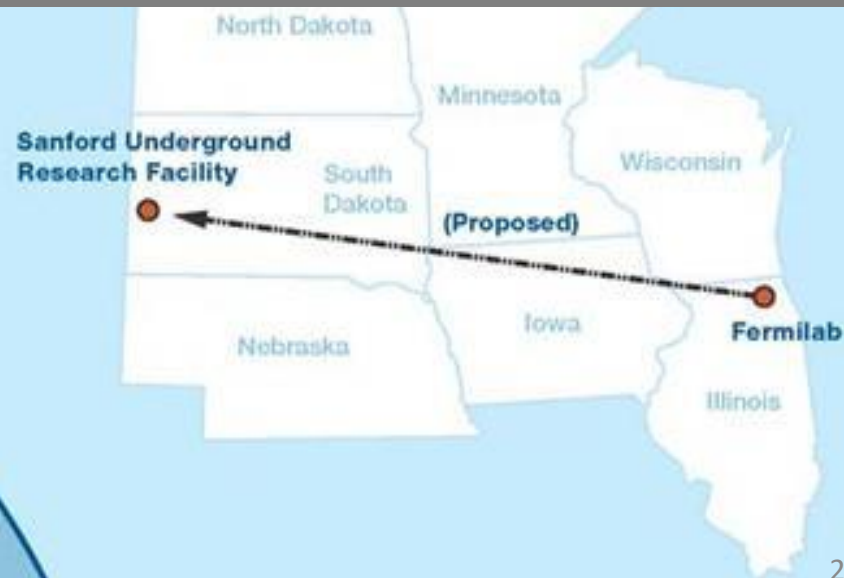 North Dakota
Minnesota
Sanford Underground
Research Facility
South
Dakota
Wisconsin
(Proposed)
Fermilab
Iowa
Nebraska
Illinois
2